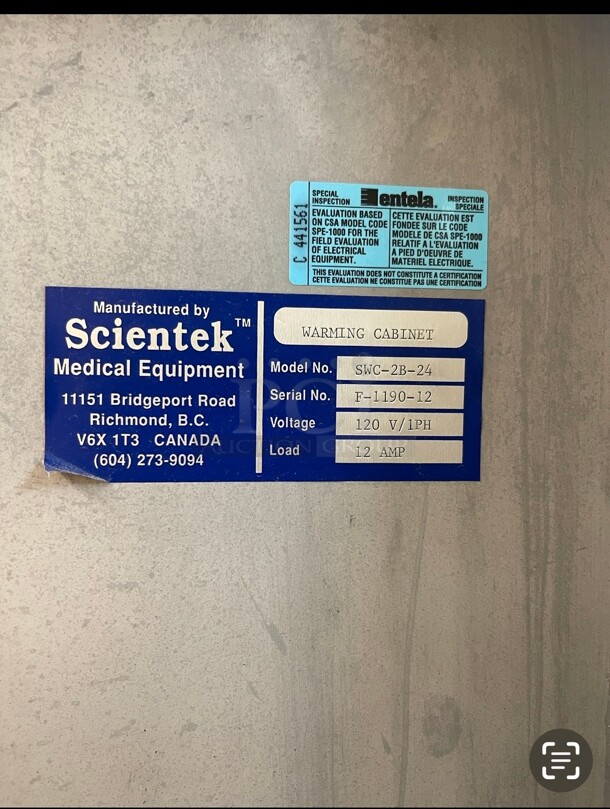 C 441561
SPECIAL
INSPECTION
entela.
INSPECTION
SPECIALE
EVALUATION BASED
ON CSA MODEL CODE
SPE-1000 FOR THE
FIELD EVALUATION
OF ELECTRICAL
EQUIPMENT.
CETTE EVALUATION EST
FONDEE SUR LE CODE
MODELE DE CSA SPE-1000
RELATIF A L'EVALUATION
A PIED D'OEUVRE DE
MATERIEL ELECTRIQUE.
THIS EVALUATION DOES NOT CONSTITUTE A CERTIFICATION
CETTE EVALUATION NE CONSTITUE PAS UNE CERTIFICATION
Manufactured by
Scientek™
Medical Equipment
11151 Bridgeport Road
Richmond, B.C.
V6X 1T3 CANADA
(604) 273-9094
WARMING CABINET
Model No. SWC-2B-24
Serial No. F-1190-12
Voltage 120 V/1PH
Load 12 AMP